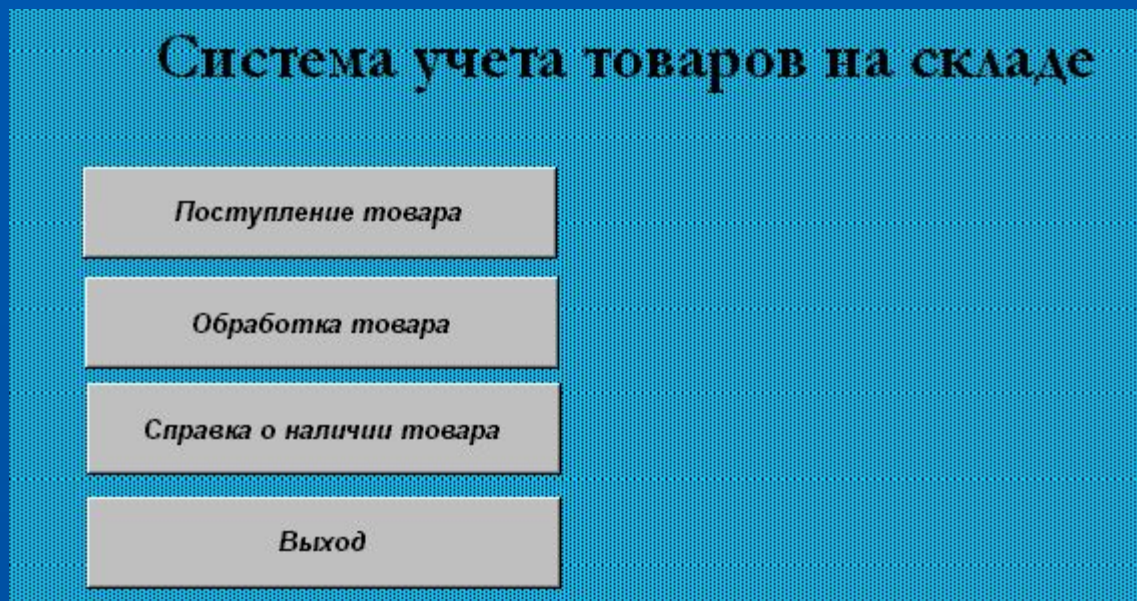 Система учета товаров на складе
Поступление товара
Обработка товара
Справка о наличии товара
Выход